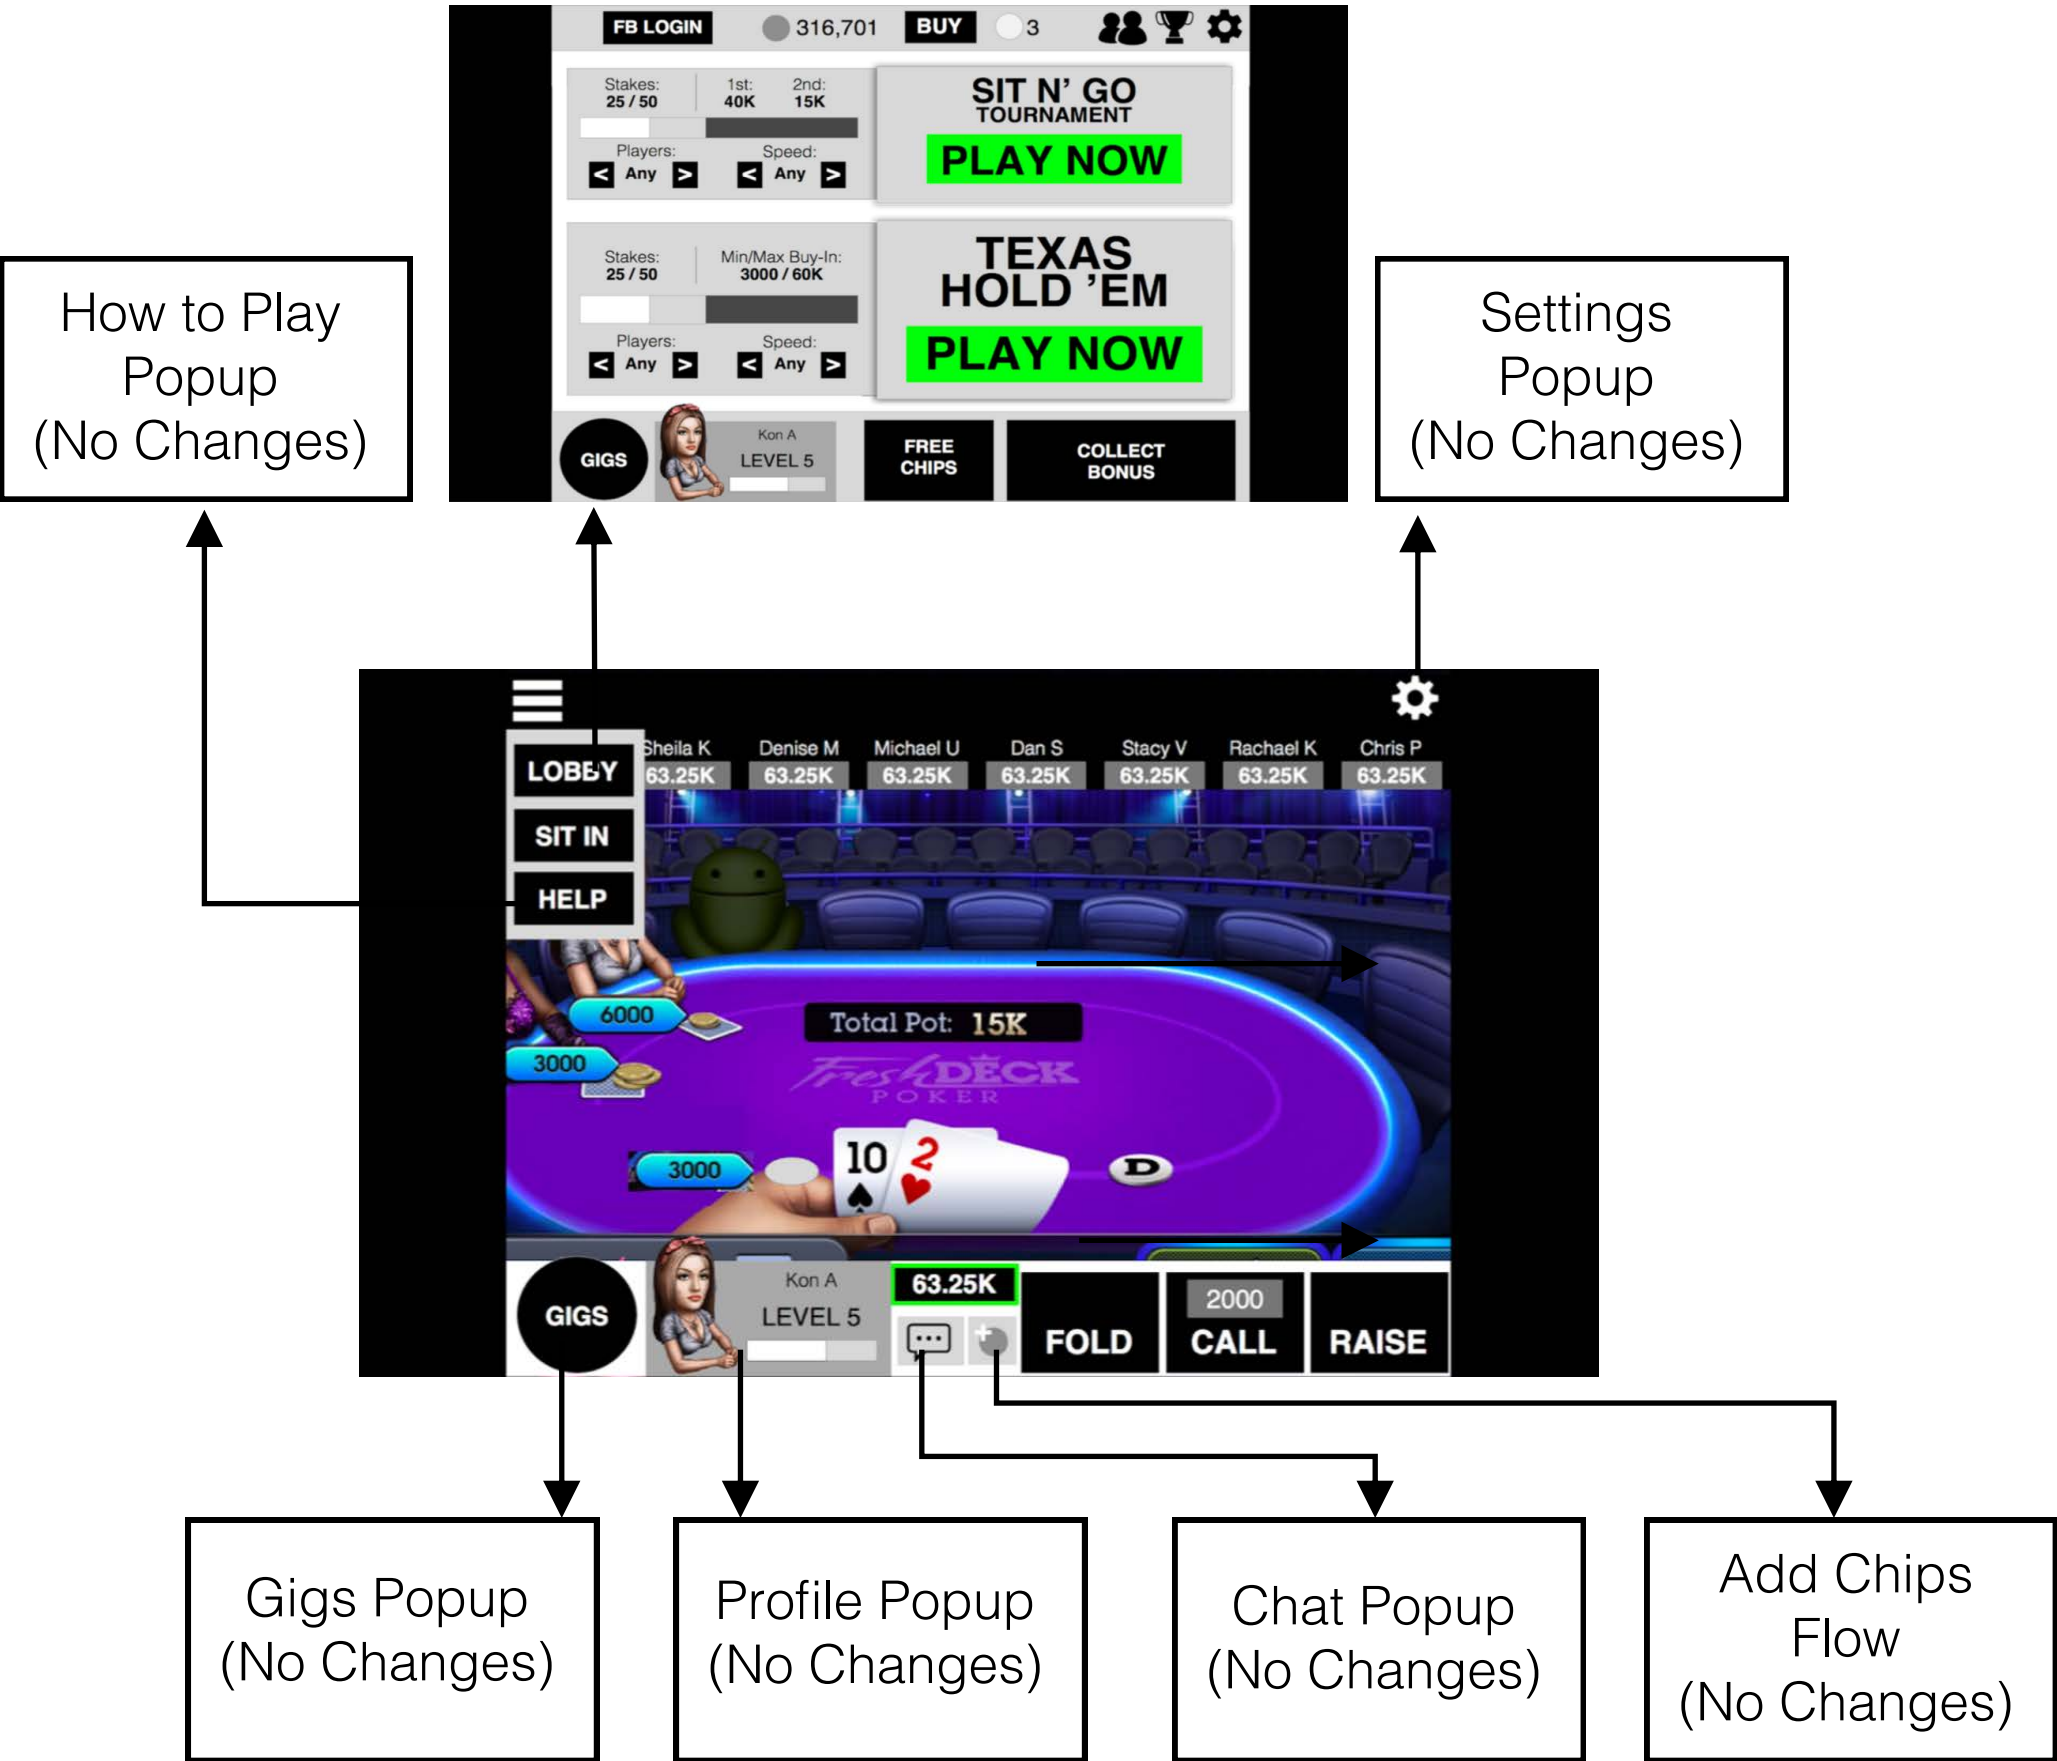 FB LOGIN
316,701
BUY
3
Stakes:
25 / 50
1st:
40K
2nd:
15K
Players:
< Any >
Speed:
< Any >
SIT N’ GO
TOURNAMENT
PLAY NOW
Stakes:
25 / 50
Min/Max Buy-In:
3000 / 60K
Players:
< Any >
Speed:
< Any >
TEXAS
HOLD ’EM
PLAY NOW
GIGS
Kon A
LEVEL 5
FREE
CHIPS
COLLECT
BONUS
How to Play
Popup
(No Changes)
Settings
Popup
(No Changes)
LOBBY
SIT IN
HELP
Sheila K
63.25K
Denise M
63.25K
Michael U
63.25K
Dan S
63.25K
Stacy V
63.25K
Rachael K
63.25K
Chris P
63.25K
6000
Total Pot: 15K
3000
Fresh DECK
POKER
3000
10
2
D
GIGS
Kon A
LEVEL 5
63.25K
FOLD
2000
CALL
RAISE
Gigs Popup
(No Changes)
Profile Popup
(No Changes)
Chat Popup
(No Changes)
Add Chips
Flow
(No Changes)